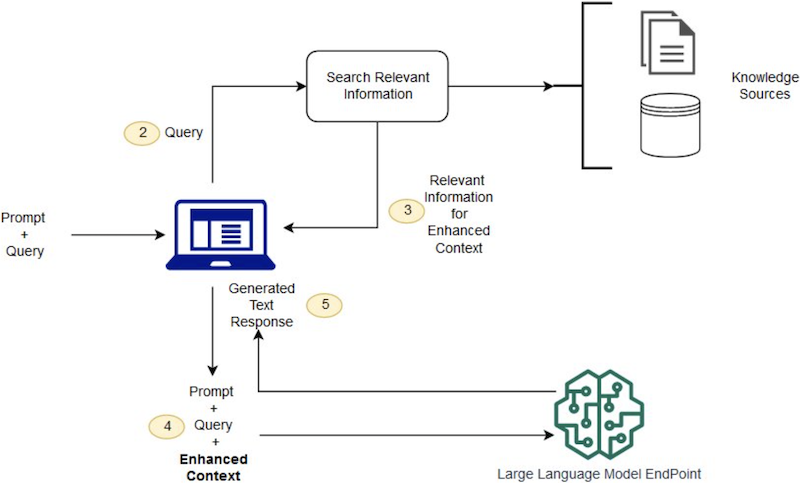 Search Relevant
Information
Knowledge
Sources
2
Query
Prompt
+
Query
3
Relevant
Information
for
Enhanced
Context
Generated
Text
Response
5
4
Prompt
+
Query
+
Enhanced
Context
Large Language Model EndPoint